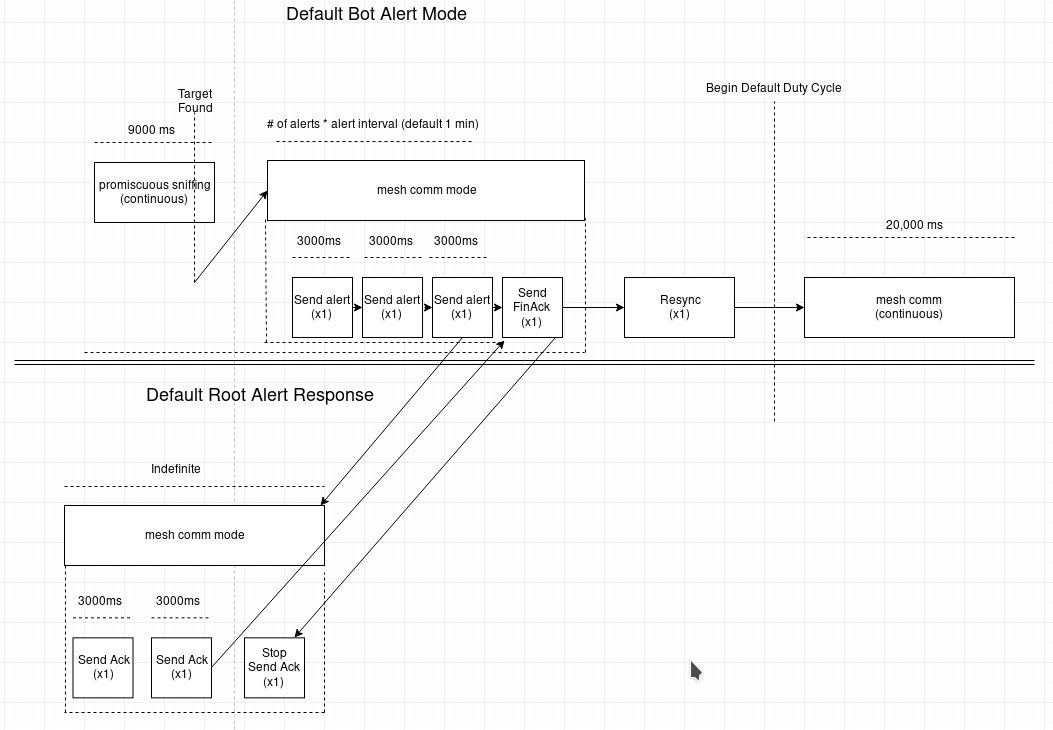 Default Bot Alert Mode
Target
Found
Begin Default Duty Cycle
9000 ms
# of alerts * alert interval (default 1 min)
promiscuous sniffing
(continuous)
mesh comm mode
20,000 ms
3000ms
3000ms
3000ms
Send alert
(x1)
Send alert
(x1)
Send alert
(x1)
Send
FinAck
(x1)
Resync
(x1)
mesh comm
(continuous)
Default Root Alert Response
Indefinite
mesh comm mode
3000ms
3000ms
Send Ack
(x1)
Send Ack
(x1)
Stop
Send Ack
(x1)